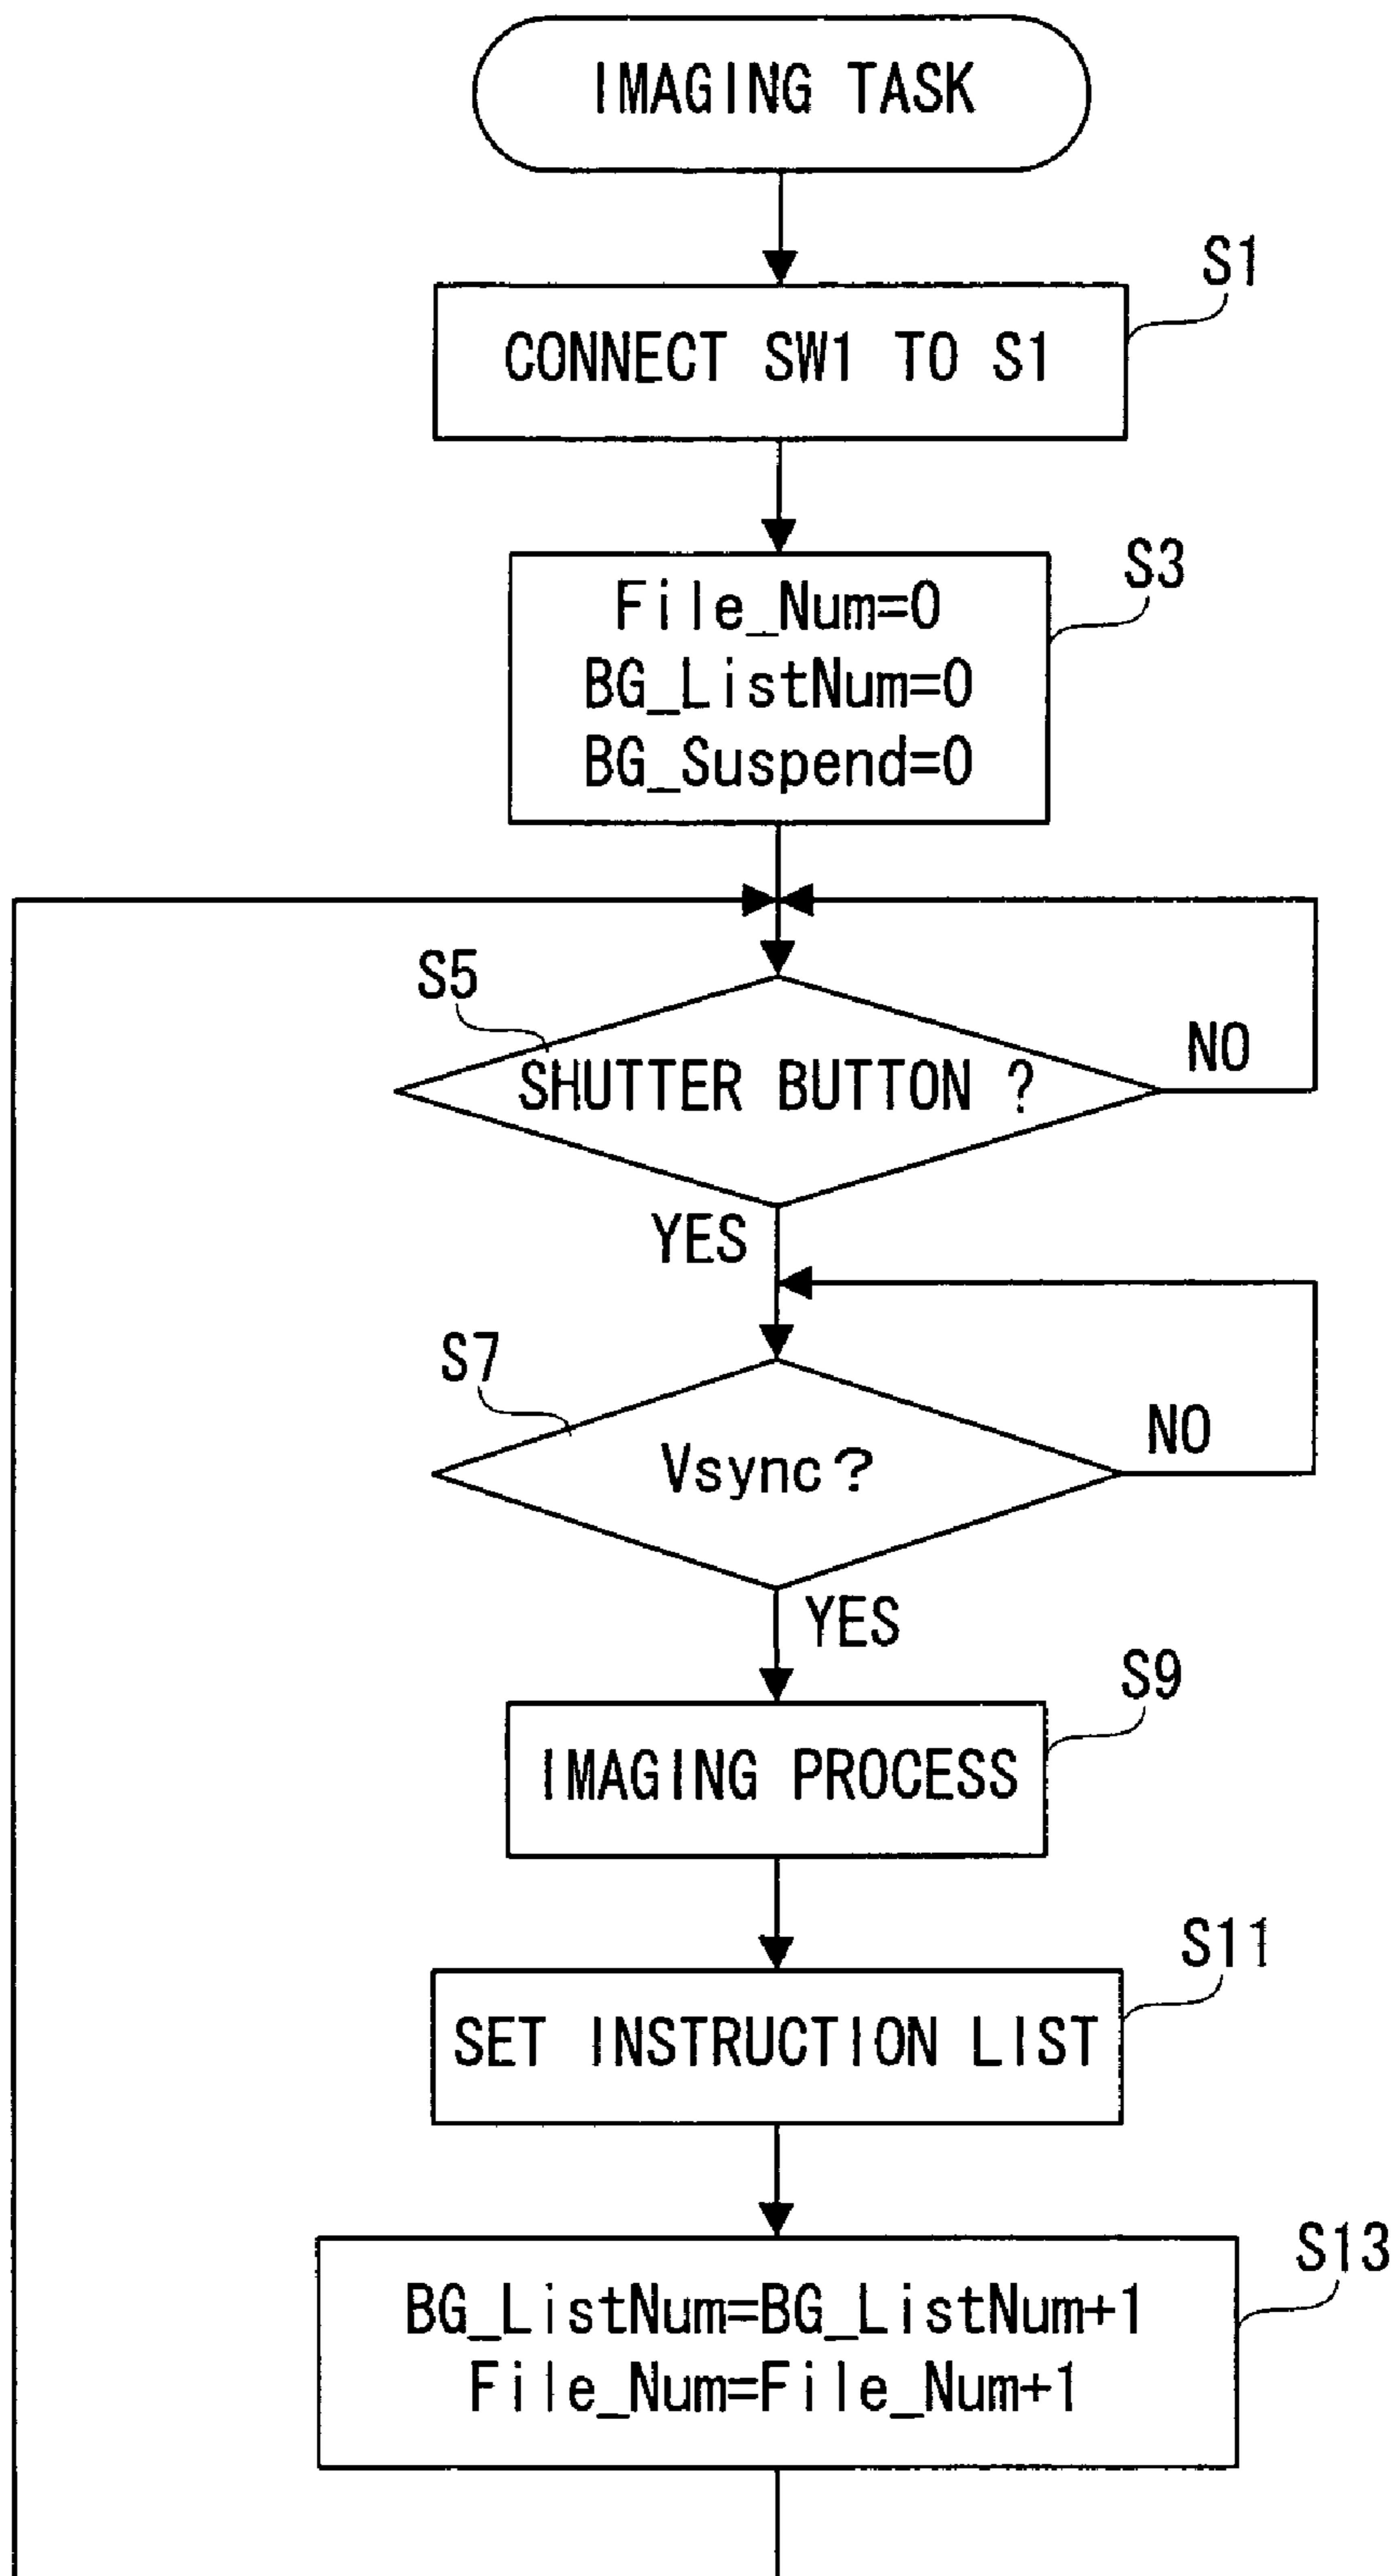 IMAGING TASK
S1
CONNECT SW1 TO S1
S3
File_Num=0
BG_ListNum=0
BG_Suspend=0
S5
SHUTTER BUTTON ?
NO
YES
S7
Vsync?
NO
YES
S9
IMAGING PROCESS
S11
SET INSTRUCTION LIST
S13
BG_ListNum=BG_ListNum+1
File_Num=File_Num+1